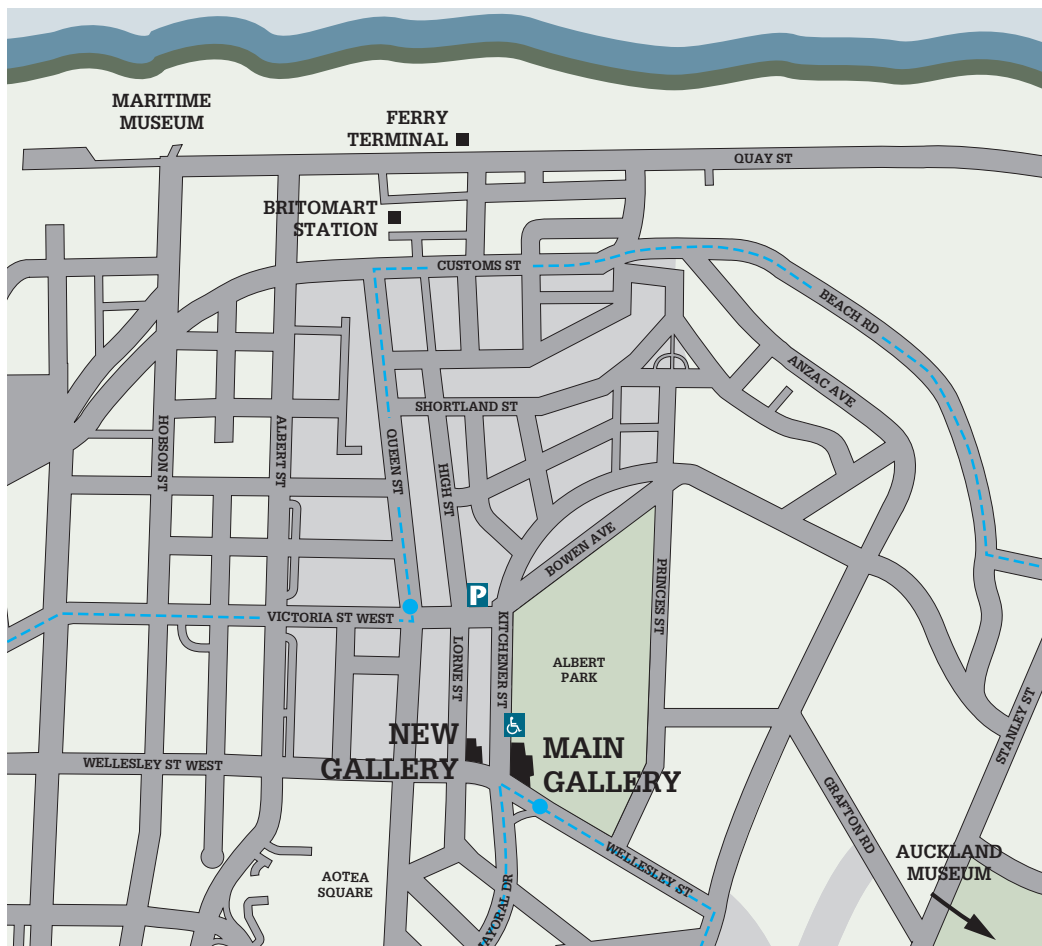 MARITIME
MUSEUM
FERRY
TERMINAL
QUAY ST
BRITOMART
STATION
CUSTOMS ST
BEACH RD
ANZAC AVE
SHORTLAND ST
HOBSON ST
ALBERT ST
QUEEN ST
HIGH ST
BOWEN AVE
PRINCES ST
P
VICTORIA ST WEST
KITCHENER ST
LORNE ST
ALBERT
PARK
STANLEY ST
NEW
GALLERY
MAIN
GALLERY
WELLESLEY ST WEST
GRAFTON RD
WELLESLEY ST
AUCKLAND
MUSEUM
AOTEA
SQUARE
MAYORAL DR